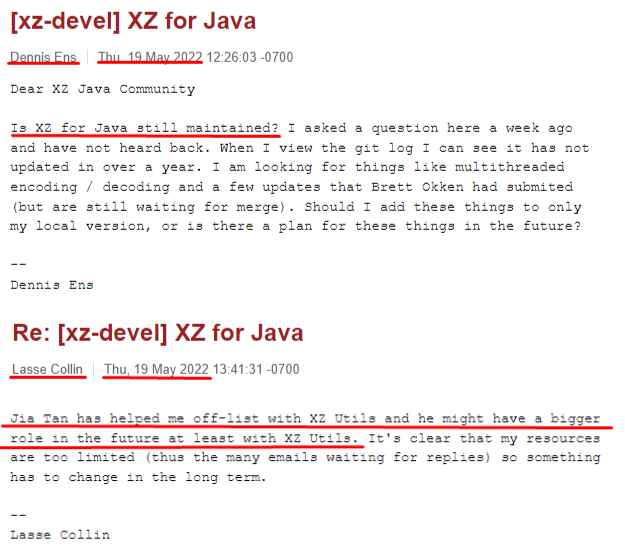 [xz-devel] XZ for Java
Dennis Ens Thu, 19 May 2022 12:26:03 -0700
Dear XZ Java Community
Is XZ for Java still maintained? I asked a question here a week ago
and have not heard back. When I view the git log I can see it has not
updated in over a year. I am looking for things like multithreaded
encoding / decoding and a few updates that Brett Okken had submited
(but are still waiting for merge). Should I add these things to only
my local version, or is there a plan for these things in the future?
--
Dennis Ens
Re: [xz-devel] XZ for Java
Lasse Collin Thu, 19 May 2022 13:41:31 -0700
Jia Tan has helped me off-list with XZ Utils and he might have a bigger
role in the future at least with XZ Utils. It's clear that my resources
are too limited (thus the many emails waiting for replies) so something
has to change in the long term.
--
Lasse Collin